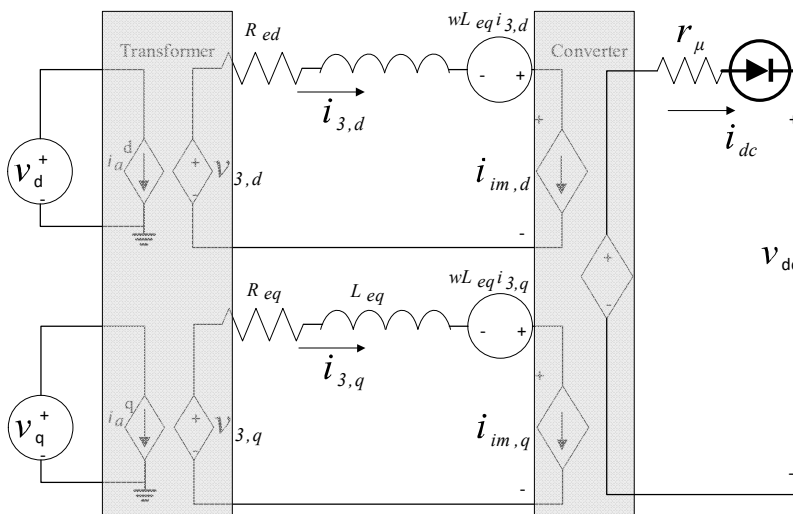 Transformer
R ed
wL eq i 3,d
Converter
r μ
i 3,d
i dc
v d
+
-
i a d
+
-
v 3,d
-
+
+
i im,d
-
+
-
v dc
+
-
R eq
L eq
wL eq i 3,q
i 3,q
v q
+
-
i a q
+
-
v 3,q
-
+
+
i im,q
-